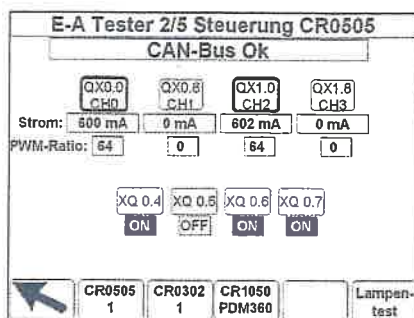 E-A Tester 2/5 Steuerung CR0505
CAN-Bus Ok
QX0.0 QX0.8 QX1.0 QX1.8
CH0 CH1 CH2 CH3
Strom: 600 mA 0 mA 602 mA 0 mA
PWM-Ratio: 64 0 64 0
XQ 0.4 XQ 0.5 XQ 0.6 XQ 0.7
ON OFF ON ON
CR0505 CR0302 CR1050 Lampen-
1 1 PDM360 test